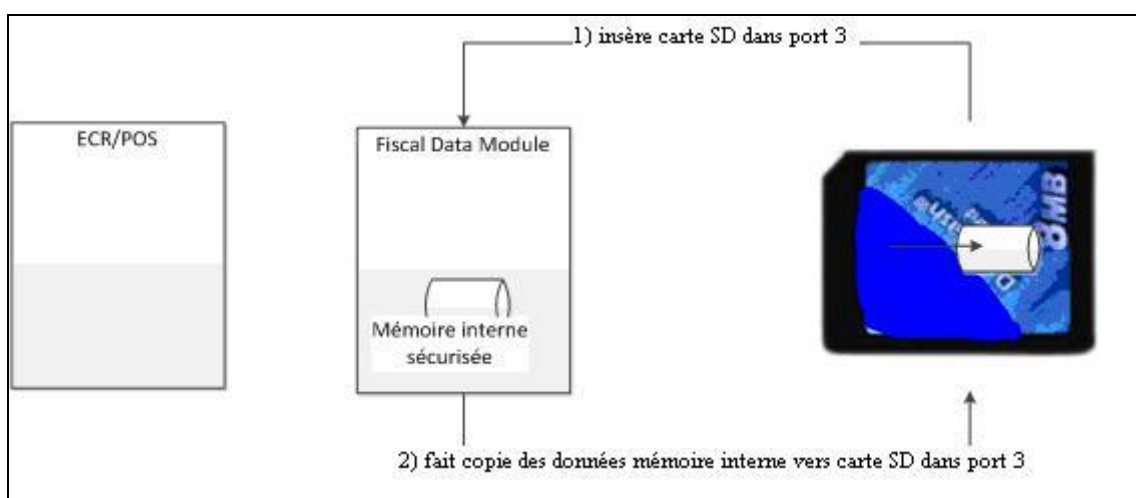 1) insère carte SD dans port 3
ECR/POS
Fiscal Data Module
8MB
Mémoire interne
sécurisée
2) fait copie des données mémoire interne vers carte SD dans port 3